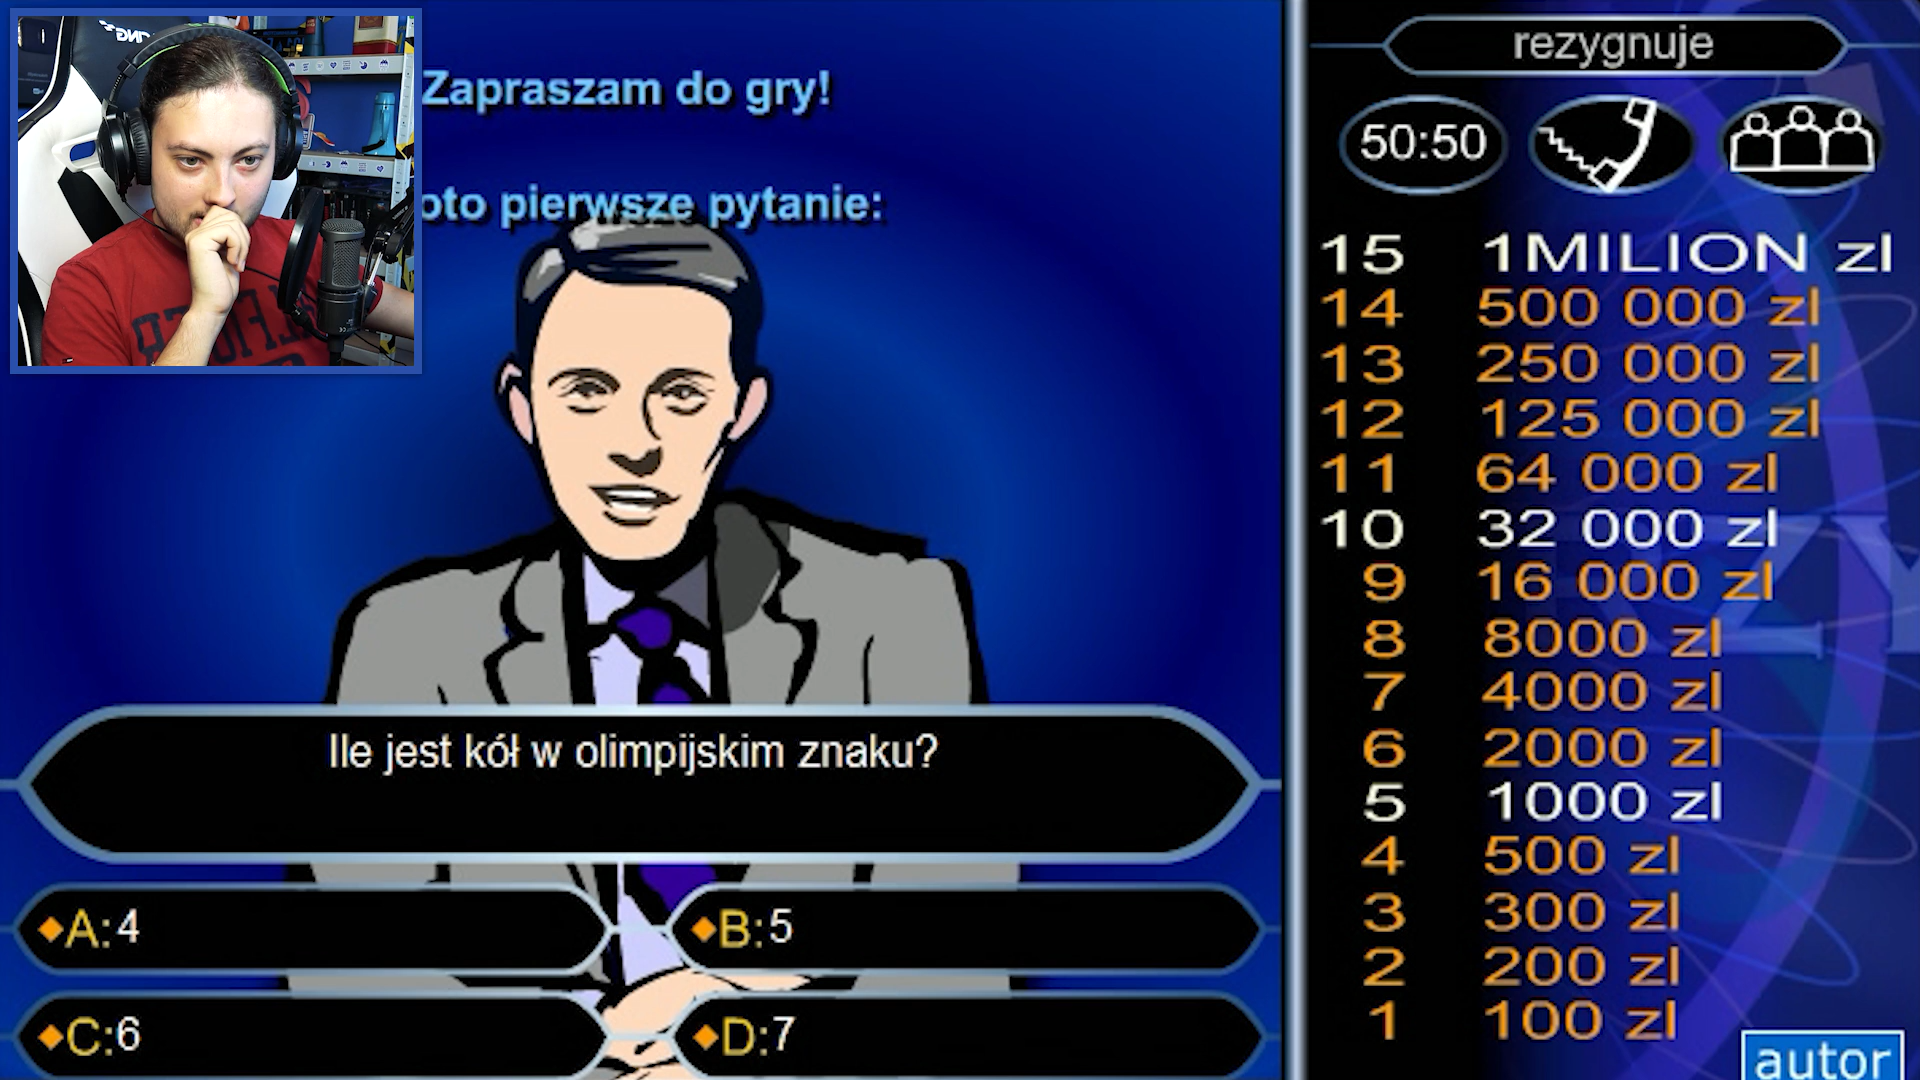 Zapraszam do gry!
oto pierwsze pytanie:
Ile jest kół w olimpijskim znaku?
A:4
B:5
C:6
D:7
rezygnuje
50:50
15 1MILION zl
14 500 000 zl
13 250 000 zl
12 125 000 zl
11 64 000 zl
10 32 000 zl
9 16 000 zl
8 8000 zl
7 4000 zl
6 2000 zl
5 1000 zl
4 500 zl
3 300 zl
2 200 zl
1 100 zl
autor